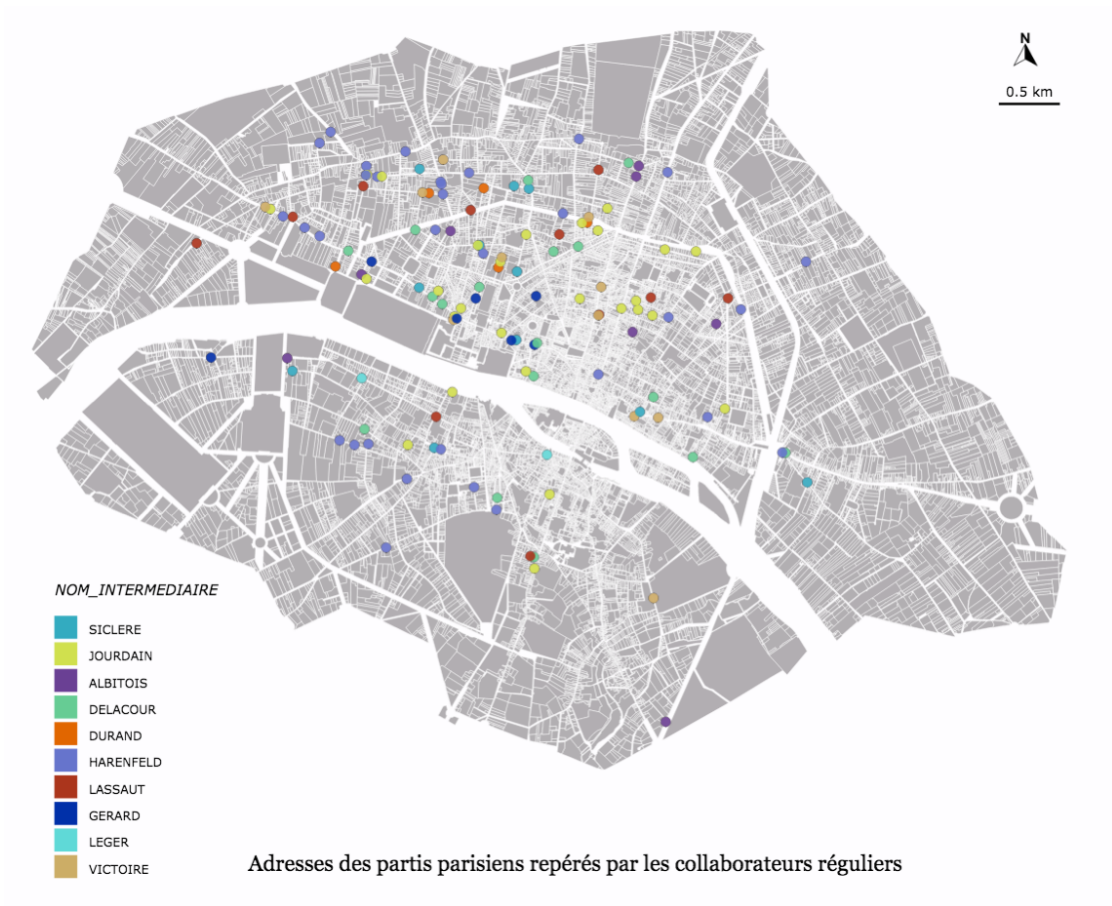 N
0.5 km
NOM_INTERMEDIAIRE
SICLERE
JOURDAIN
ALBITOIS
DELACOUR
DURAND
HARENFELD
LASSAUT
GERARD
LEGER
VICTOIRE
Adresses des partis parisiens repérés par les collaborateurs réguliers